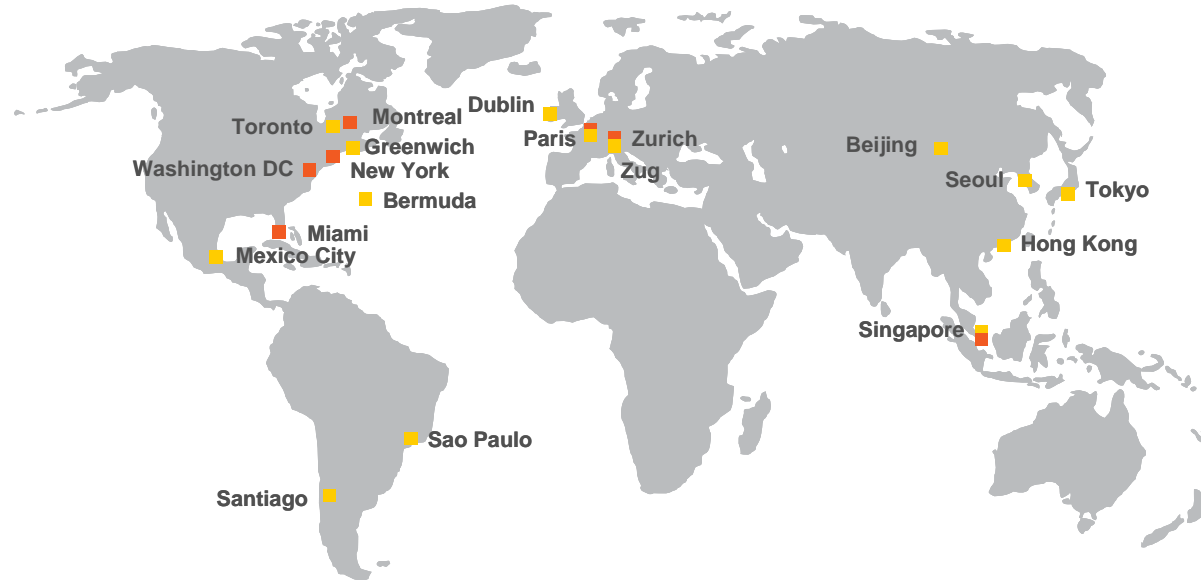 Dublin
Montreal
Toronto
Paris
Zurich
Greenwich
Beijing
Washington DC
New York
Zug
Seoul
Tokyo
Bermuda
Miami
Hong Kong
Mexico City
Singapore
Sao Paulo
Santiago